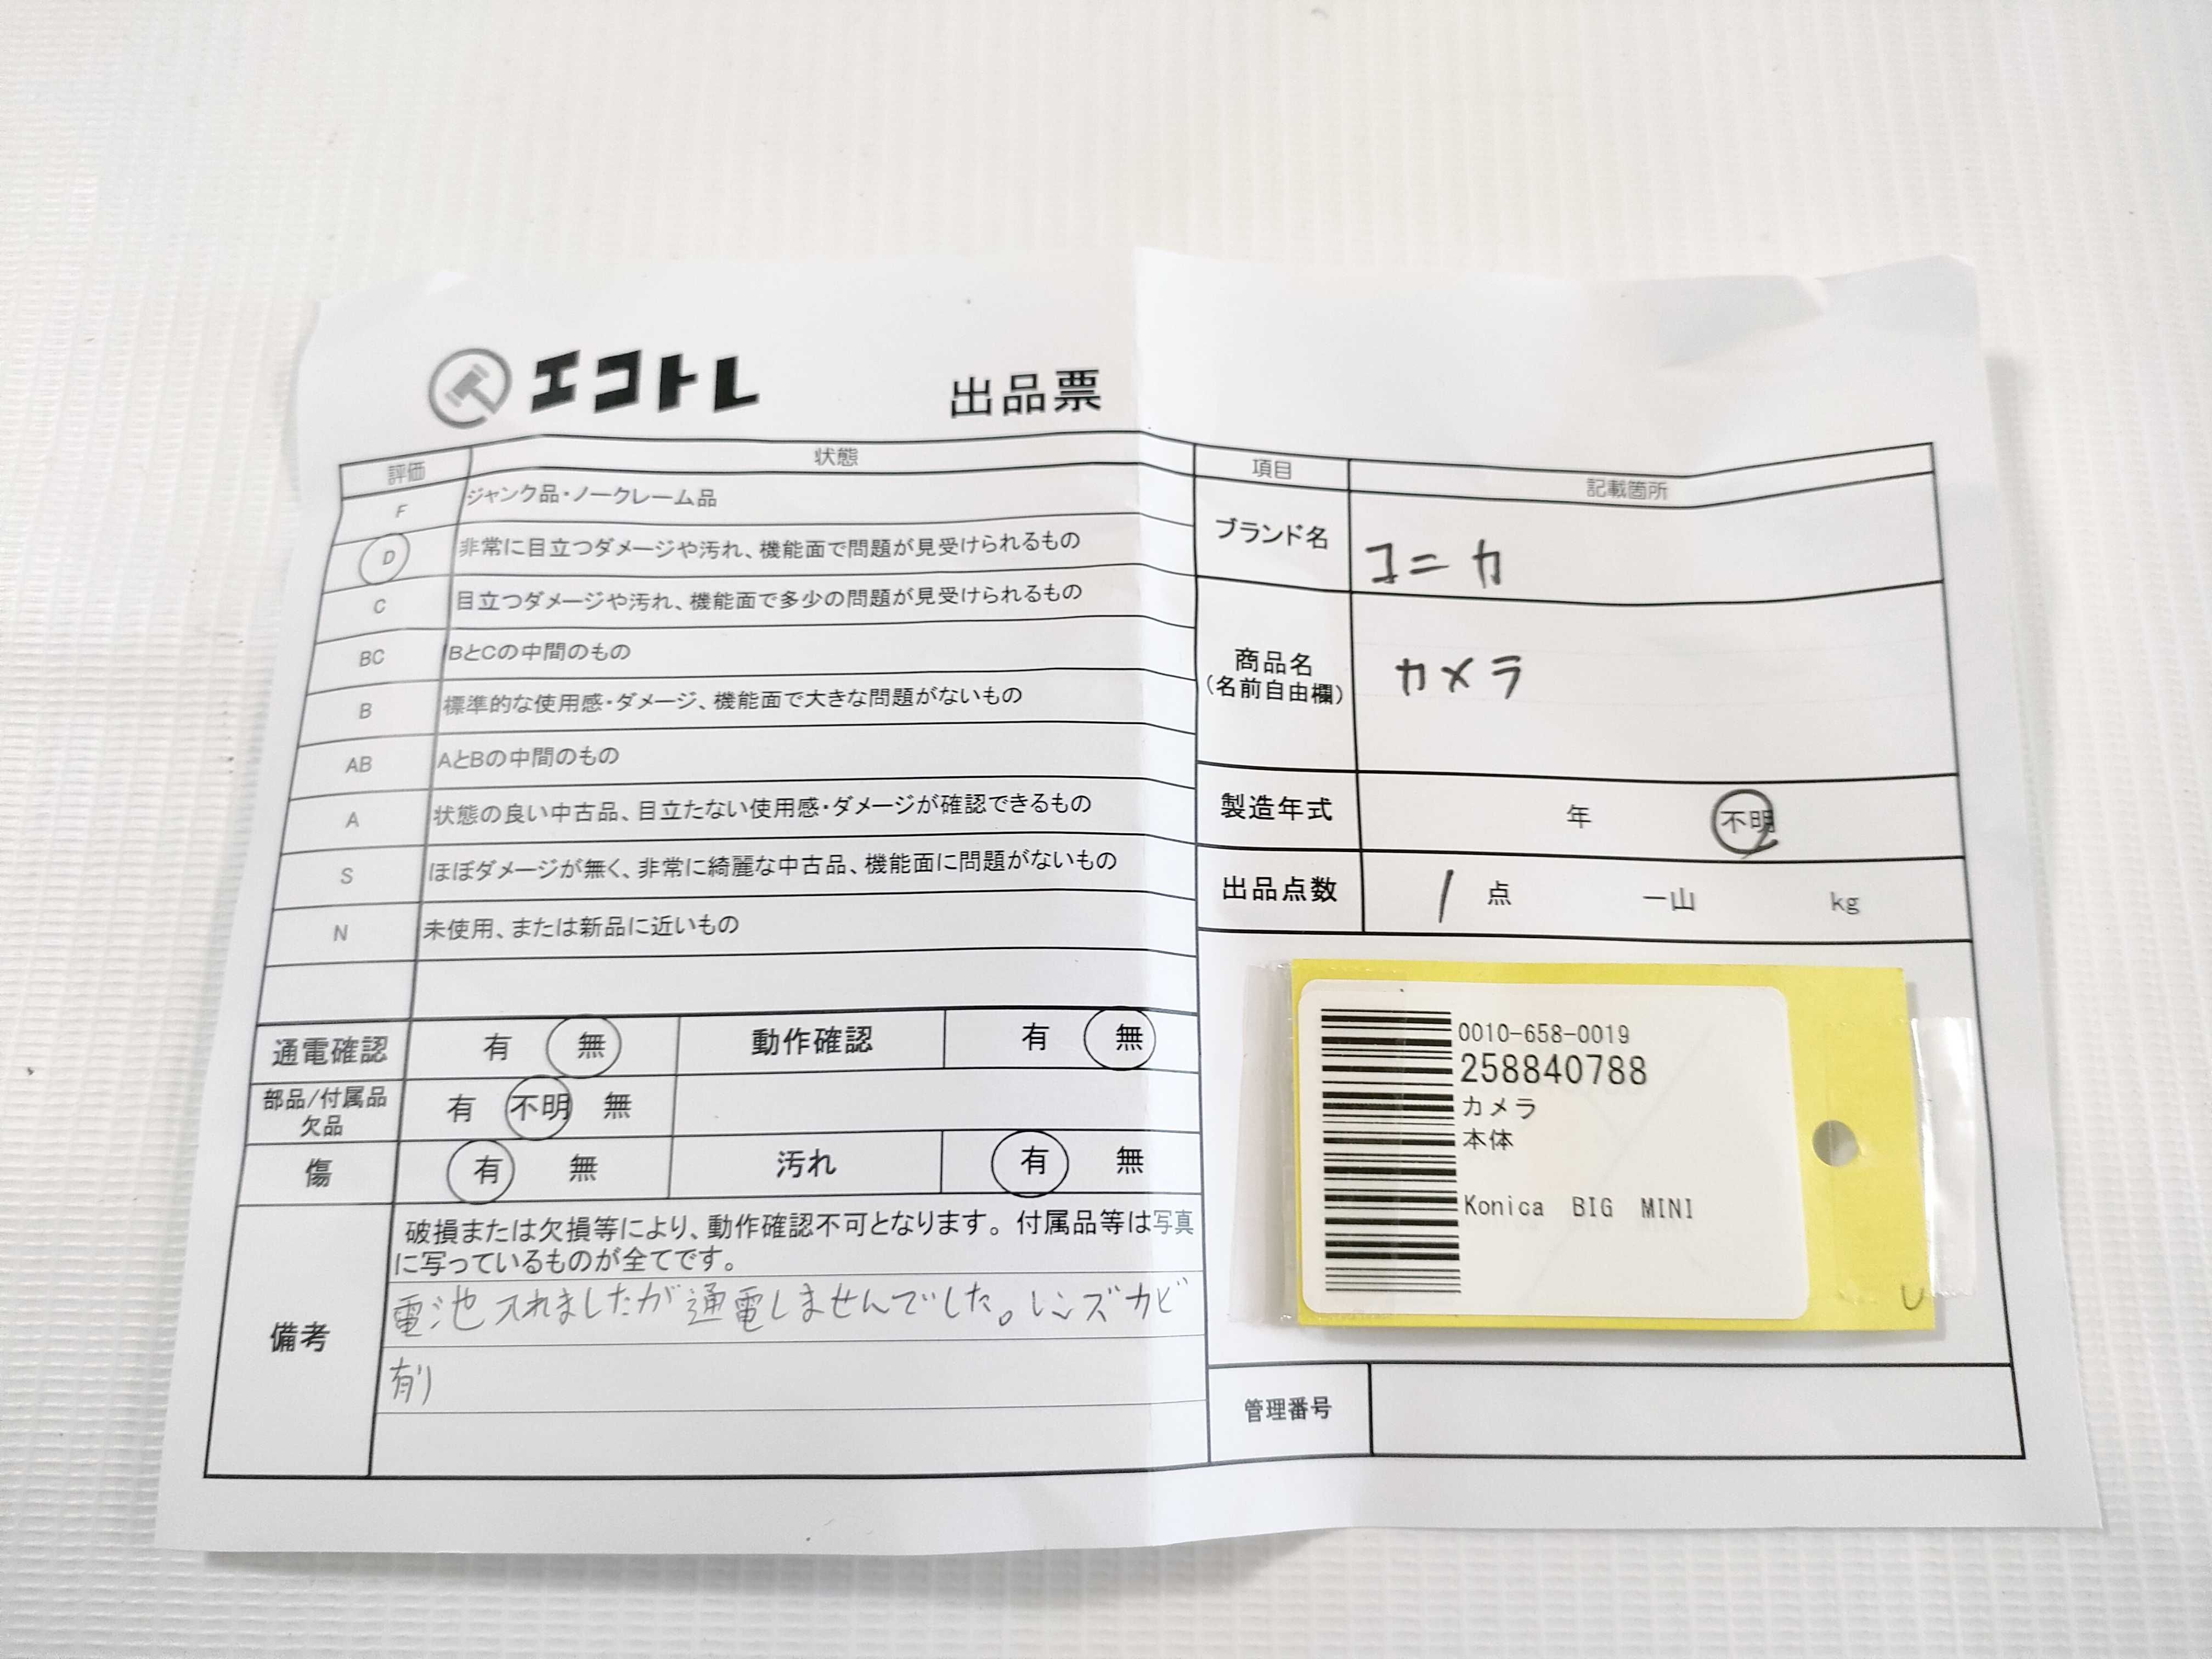 エコトレ 出品票
評価 状態
F ジャンク品・ノークレーム品
D 非常に目立つダメージや汚れ、機能面で問題が見受けられるもの
C 目立つダメージや汚れ、機能面で多少の問題が見受けられるもの
BC BとCの中間のもの
B 標準的な使用感・ダメージ、機能面で大きな問題がないもの
AB AとBの中間のもの
A 状態の良い中古品、目立たない使用感・ダメージが確認できるもの
S ほぼダメージが無く、非常に綺麗な中古品、機能面に問題がないもの
N 未使用、または新品に近いもの
通電確認 有 無 動作確認 有 無
部品/付属品
欠品 有 不明 無
傷 有 無 汚れ 有 無
備考
破損または欠損等により、動作確認不可となります。付属品等は写真
に写っているものが全てです。
電池入れましたが通電しませんでした。レンズカビ
有り
項目 記載箇所
ブランド名 コニカ
商品名
(名前自由欄) カメラ
製造年式 年 不明
出品点数 1 点 一山 kg
0010-658-0019
258840788
カメラ
本体
Konica BIG MINI
管理番号